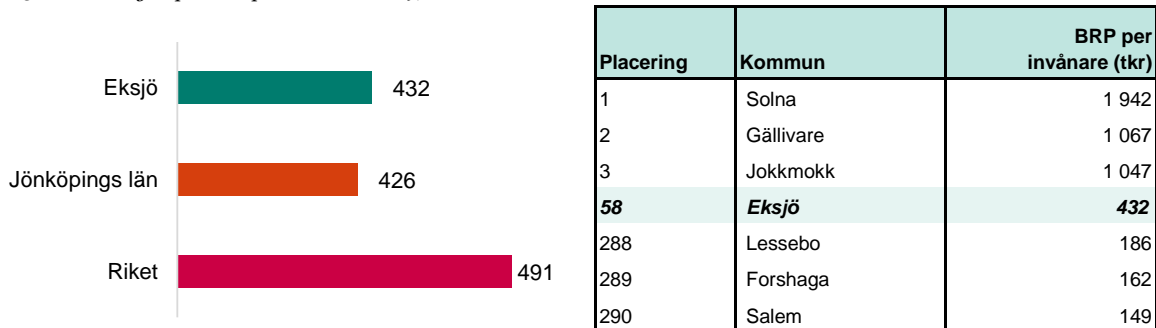 Eksjö 432
Jönköpings län 426
Riket 491
Placering Kommun BRP per invånare (tkr)
1 Solna 1 942
2 Gällivare 1 067
3 Jokkmokk 1 047
58 Eksjö 432
288 Lessebo 186
289 Forshaga 162
290 Salem 149